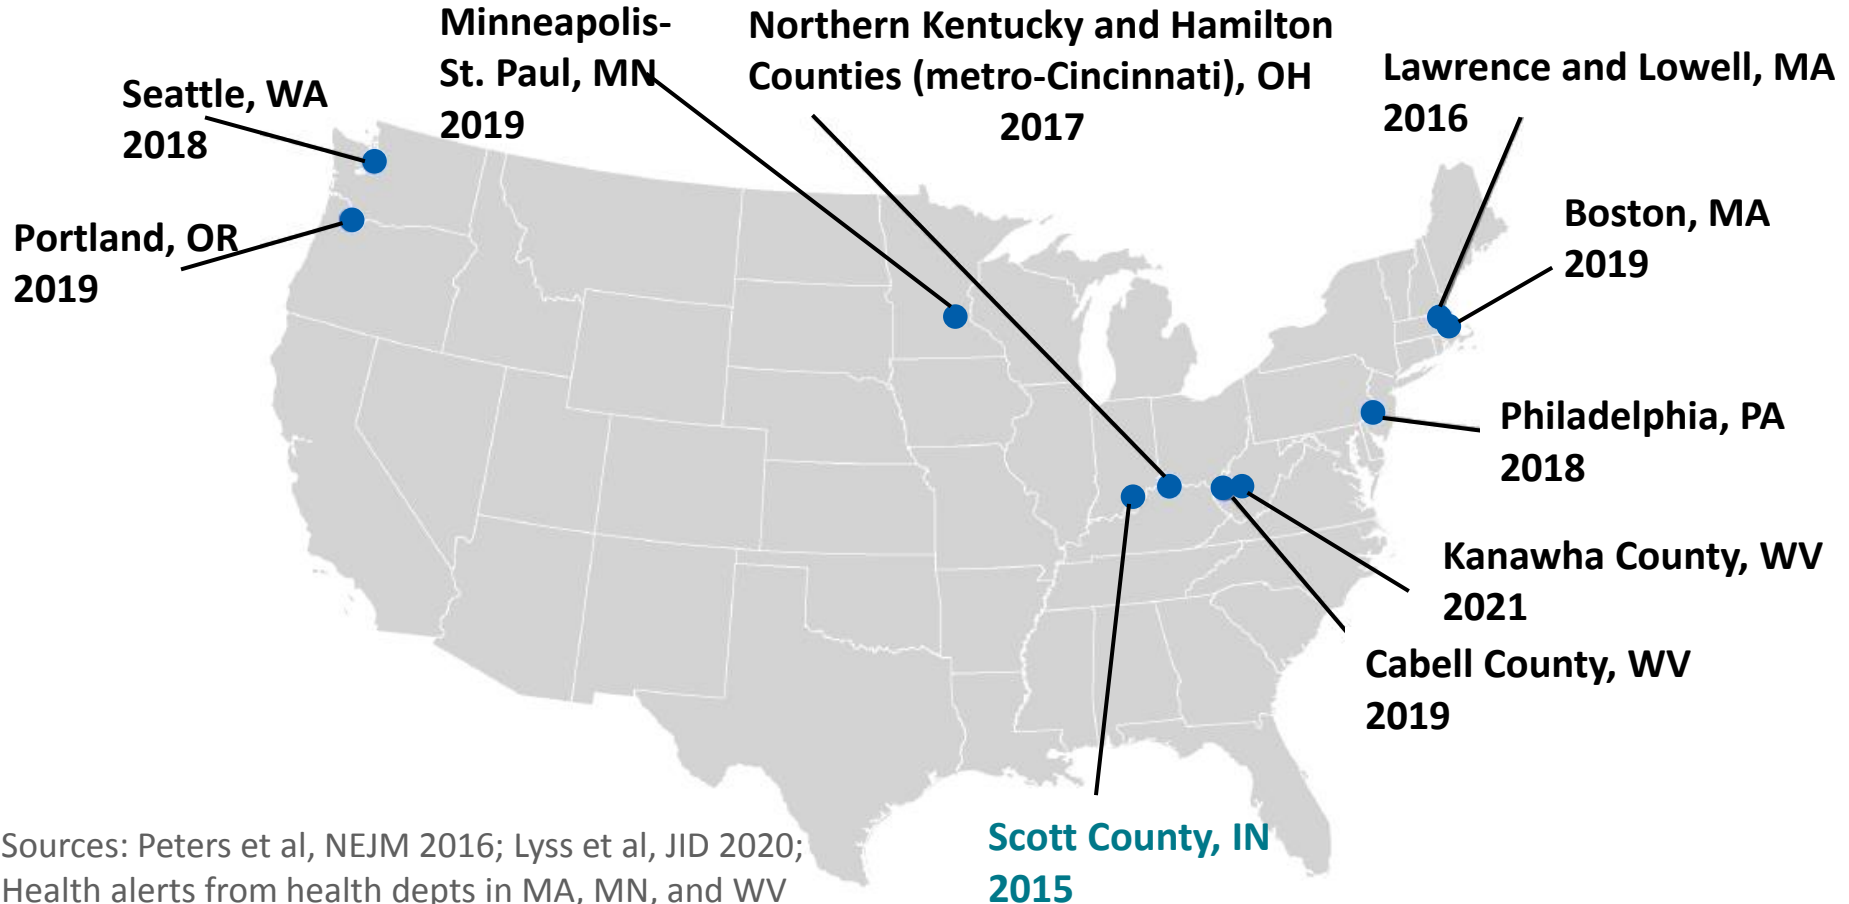 Minneapolis-
St. Paul, MN
2019
Northern Kentucky and Hamilton
Counties (metro-Cincinnati), OH
2017
Lawrence and Lowell, MA
2016
Seattle, WA
2018
Boston, MA
2019
Portland, OR
2019
Philadelphia, PA
2018
Kanawha County, WV
2021
Cabell County, WV
2019
Scott County, IN
2015
Sources: Peters et al, NEJM 2016; Lyss et al, JID 2020;
Health alerts from health depts in MA, MN, and WV